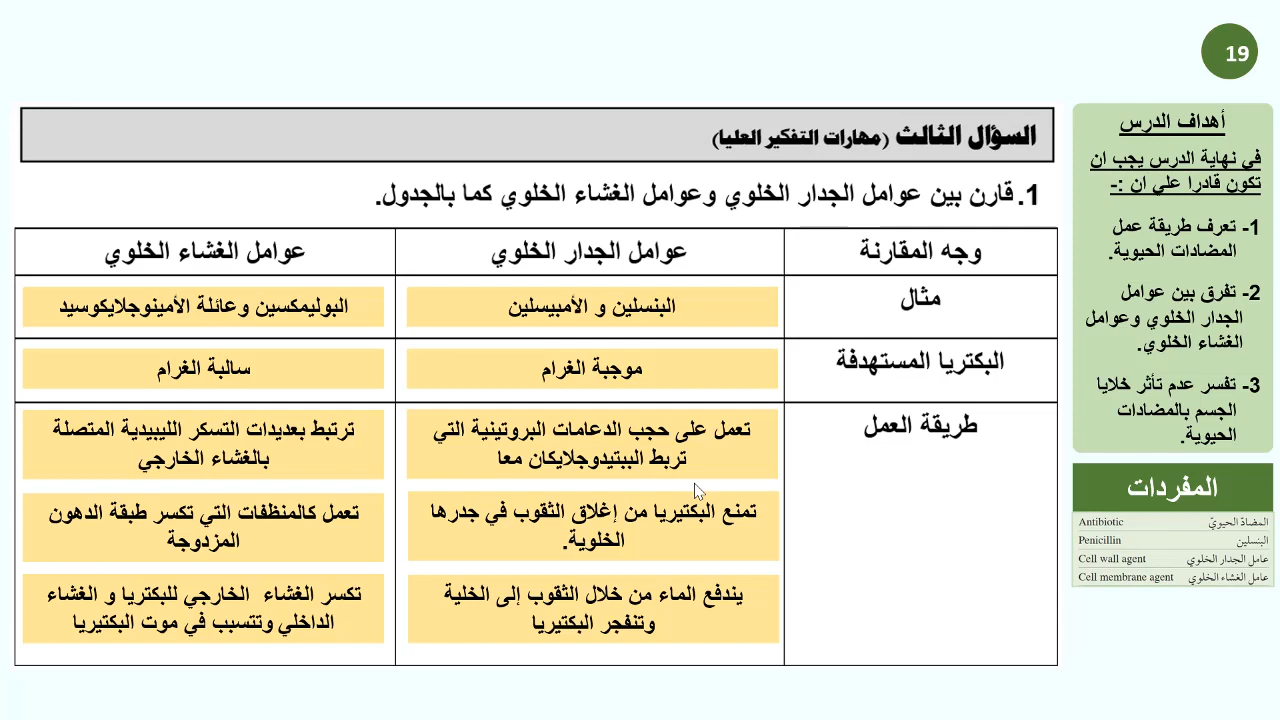 19
السؤال الثالث (مهارات التفكير العليا)
1. قارن بين عوامل الجدار الخلوي وعوامل الغشاء الخلوي كما بالجدول.
وجه المقارنة
عوامل الجدار الخلوي
عوامل الغشاء الخلوي
مثال
البنسلين و الأمبيسلين
البوليمكسين وعائلة الأمينوجلايكوسيد
البكتريا المستهدفة
موجبة الغرام
سالبة الغرام
طريقة العمل
تعمل على حجب الدعامات البروتينية التي
تربط الببتيدوجلايكان معا
ترتبط بعديدات التسكر الليبيدية المتصلة
بالغشاء الخارجي
تمنع البكتيريا من إغلاق الثقوب في جدرها
الخلوية.
تعمل كالمنظفات التي تكسر طبقة الدهون
المزدوجة
يندفع الماء من خلال الثقوب إلى الخلية
وتنفجر البكتيريا
تكسر الغشاء الخارجي للبكتريا و الغشاء
الداخلي وتتسبب في موت البكتيريا
أهداف الدرس
في نهاية الدرس يجب ان
تكون قادرا علي ان :-
1- تعرف طريقة عمل
المضادات الحيوية.
2- تفرق بين عوامل
الجدار الخلوي وعوامل
الغشاء الخلوي.
3- تفسر عدم تأثر خلايا
الجسم بالمضادات
الحيوية.
المفردات
المضادّ الحيويّ Antibiotic
البنسلين Penicillin
عامل الجدار الخلوي Cell wall agent
عامل الغشاء الخلوي Cell membrane agent